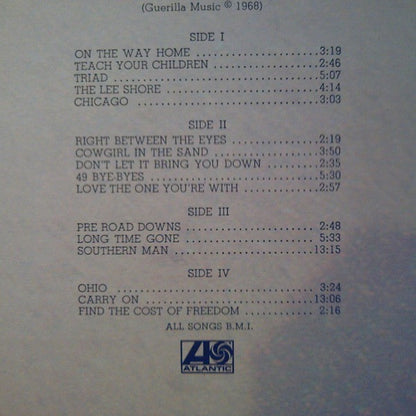 (Guerilla Music © 1968)
SIDE I
ON THE WAY HOME ........ 3:19
TEACH YOUR CHILDREN ........ 2:46
TRIAD ........ 5:07
THE LEE SHORE ........ 4:14
CHICAGO ........ 3:03
SIDE II
RIGHT BETWEEN THE EYES ........ 2:19
COWGIRL IN THE SAND ........ 3:50
DON'T LET IT BRING YOU DOWN ........ 2:35
49 BYE-BYES ........ 5:30
LOVE THE ONE YOU'RE WITH ........ 2:57
SIDE III
PRE ROAD DOWNS ........ 2:48
LONG TIME GONE ........ 5:33
SOUTHERN MAN ........ 13:15
SIDE IV
OHIO ........ 3:24
CARRY ON ........ 13:06
FIND THE COST OF FREEDOM ........ 2:16
ALL SONGS B.M.I.
ATLANTIC